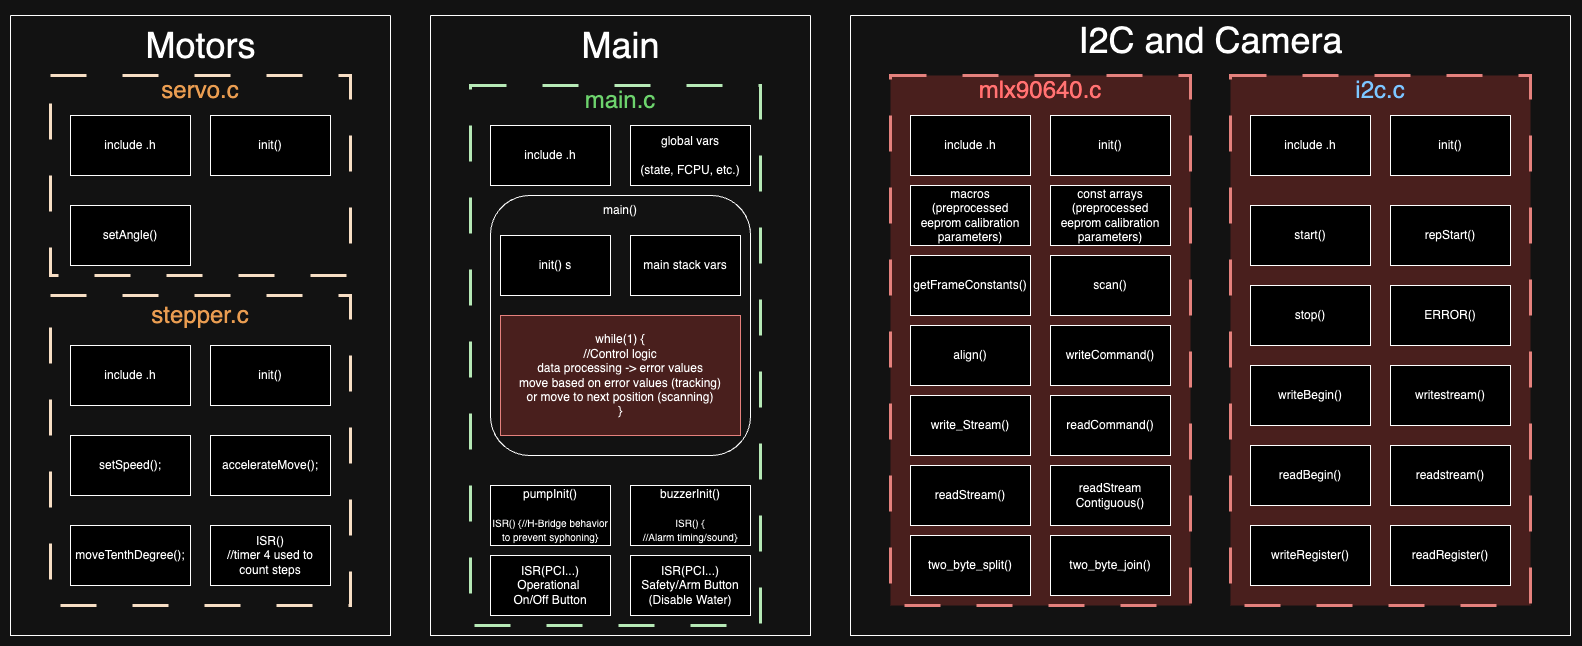 Motors
servo.c
include .h
init()
setAngle()
stepper.c
include .h
init()
setSpeed();
accelerateMove();
moveTenthDegree();
ISR()
//timer 4 used to
count steps
Main
main.c
include .h
global vars
(state, FCPU, etc.)
main()
init() s
main stack vars
while(1) {
//Control logic
data processing -> error values
move based on error values (tracking)
or move to next position (scanning)
}
pumpInit()
ISR() {//H-Bridge behavior
to prevent syphoning}
buzzerInit()
ISR() {
//Alarm timing/sound}
ISR(PCI...)
Operational
On/Off Button
ISR(PCI...)
Safety/Arm Button
(Disable Water)
I2C and Camera
mlx90640.c
include .h
init()
macros
(preprocessed
eeprom calibration
parameters)
const arrays
(preprocessed
eeprom calibration
parameters)
getFrameConstants()
scan()
align()
writeCommand()
write_Stream()
readCommand()
readStream()
readStream
Contiguous()
two_byte_split()
two_byte_join()
i2c.c
include .h
init()
start()
repStart()
stop()
ERROR()
writeBegin()
writestream()
readBegin()
readstream()
writeRegister()
readRegister()